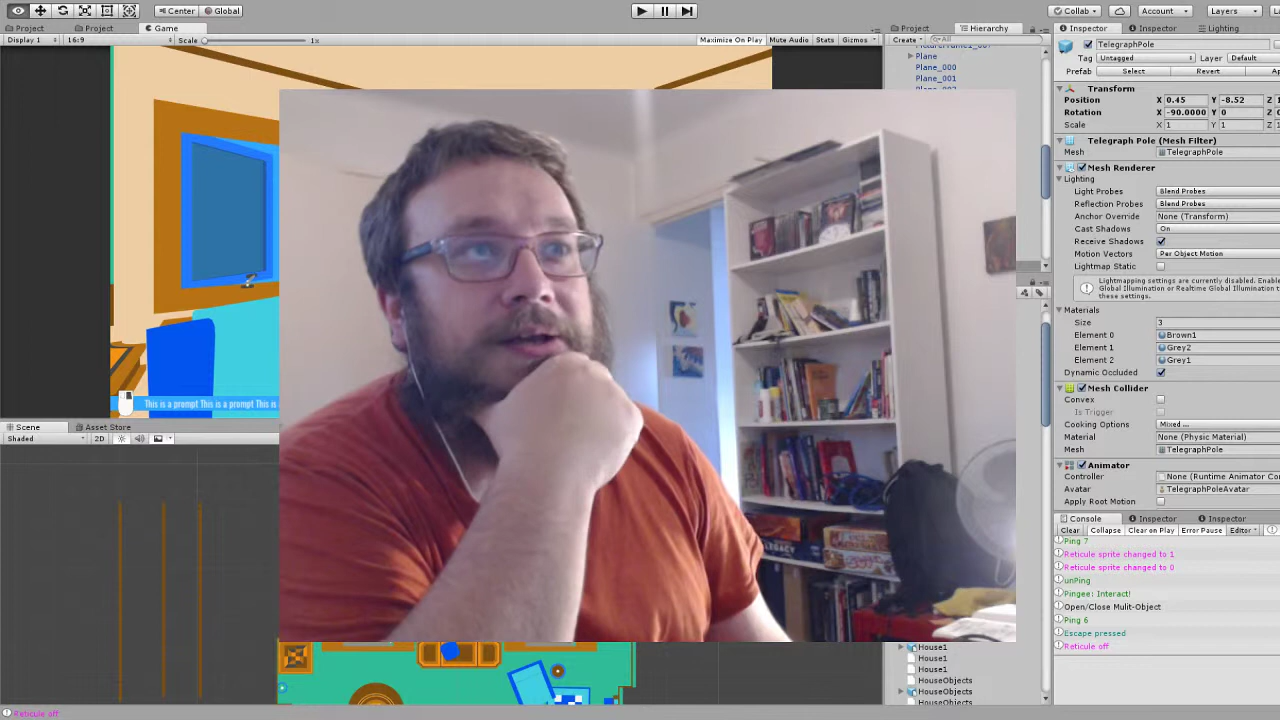 Center Global Collab Account Layers
Project Project Game Project Hierarchy Inspector Inspector Lighting
Display 1 16:9 Scale 1x Maximize On Play Mute Audio Stats Gizmos Create All
TelegraphPole
Plane
Tag Untagged Layer Default
Plane_000
Prefab Select Revert
Plane_001
Transform
Position X 0.45 Y -8.52 Z
Rotation X -90.0000 Y 0 Z
Scale X 1 Y 1 Z
Telegraph Pole (Mesh Filter)
Mesh TelegraphPole
Mesh Renderer
Lighting
Light Probes Blend Probes
Reflection Probes Blend Probes
Anchor Override None (Transform)
Cast Shadows On
Receive Shadows
Motion Vectors Per Object Motion
Lightmap Static
Lightmapping settings are currently disabled. Enable
Global Illumination or Realtime Global Illumination
these settings.
Materials
Size 3
Element 0 Brown1
Element 1 Grey2
Element 2 Grey1
Dynamic Occluded
Mesh Collider
Convex
Is Trigger
Cooking Options Mixed ...
Material None (Physic Material)
Mesh TelegraphPole
Animator
Controller None (Runtime Animator Co
Avatar TelegraphPoleAvatar
Apply Root Motion
This is a prompt This is a prompt This is
Scene Asset Store
Shaded 2D
LEGACY
Console Inspector Inspector
Clear Collapse Clear on Play Error Pause Editor
Ping 7
Reticule sprite changed to 1
Reticule sprite changed to 0
unPing
Pingee: Interact!
Open/Close Mulit-Object
Ping 6
Escape pressed
Reticule off
House1
House1
House1
HouseObjects
HouseObjects
HouseObjects
Reticule off